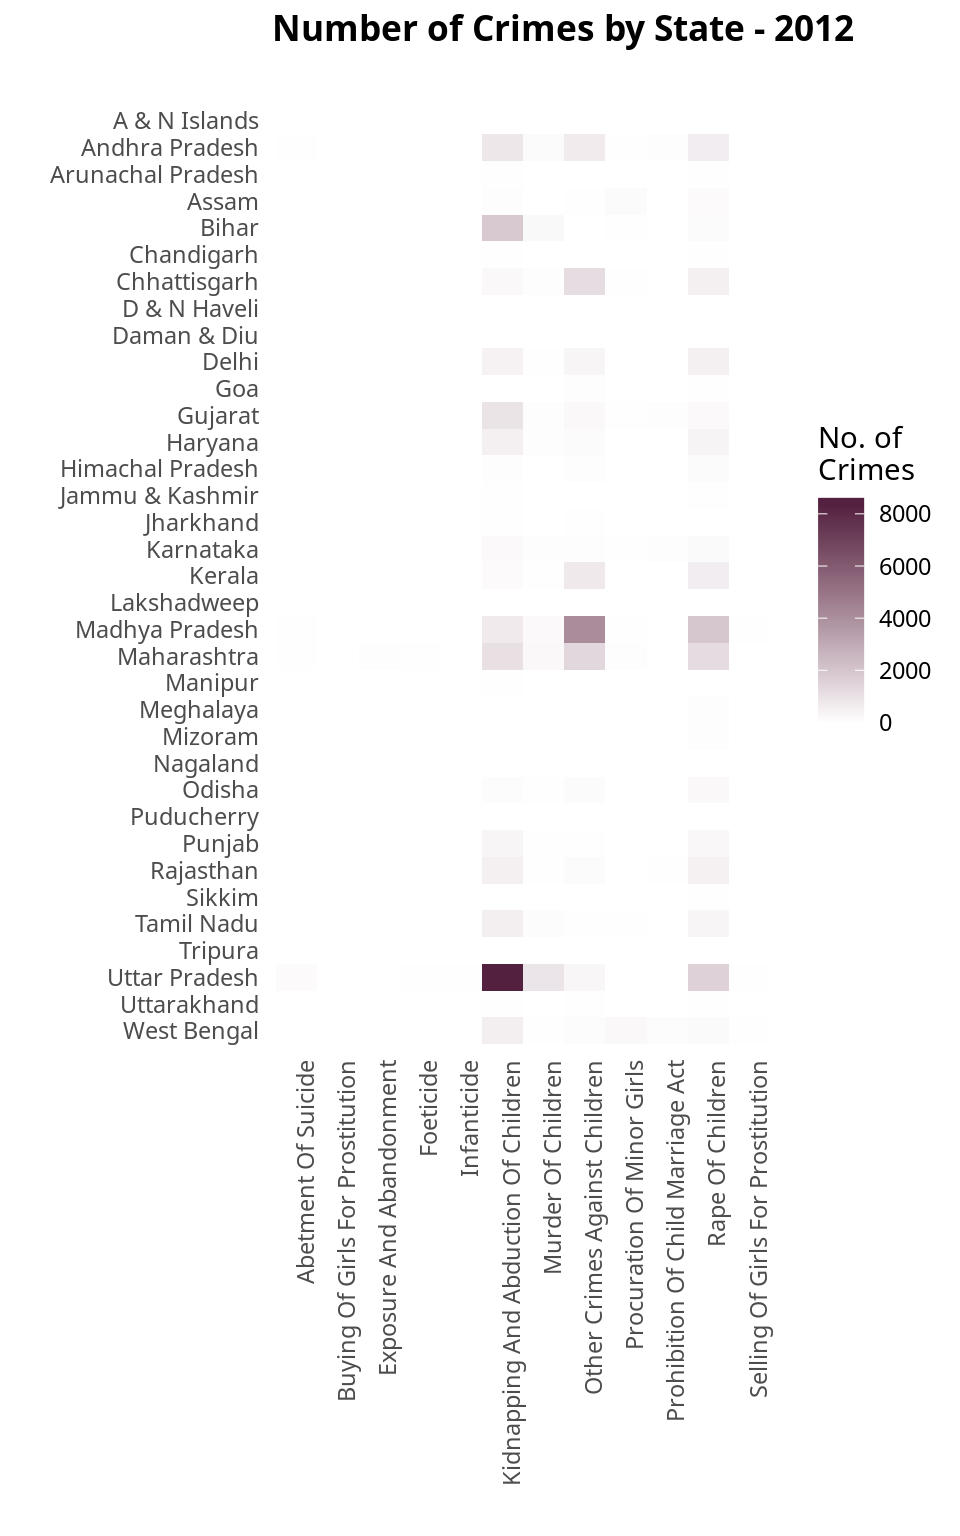 Number of Crimes by State - 2012
A & N Islands
Andhra Pradesh
Arunachal Pradesh
Assam
Bihar
Chandigarh
Chhattisgarh
D & N Haveli
Daman & Diu
Delhi
Goa
Gujarat
Haryana
Himachal Pradesh
Jammu & Kashmir
Jharkhand
Karnataka
Kerala
Lakshadweep
Madhya Pradesh
Maharashtra
Manipur
Meghalaya
Mizoram
Nagaland
Odisha
Puducherry
Punjab
Rajasthan
Sikkim
Tamil Nadu
Tripura
Uttar Pradesh
Uttarakhand
West Bengal
Abetment Of Suicide
Buying Of Girls For Prostitution
Exposure And Abandonment
Foeticide
Infanticide
Kidnapping And Abduction Of Children
Murder Of Children
Other Crimes Against Children
Procuration Of Minor Girls
Prohibition Of Child Marriage Act
Rape Of Children
Selling Of Girls For Prostitution
No. of
Crimes
8000
6000
4000
2000
0